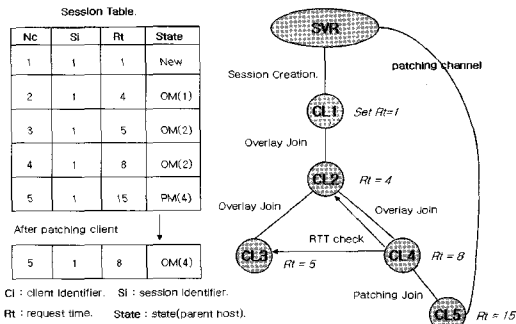 Session Table.
Nc Si Rt State
1 1 1 New
2 1 4 OM(1)
3 1 5 OM(2)
4 1 8 OM(2)
5 1 15 PM(4)
After patching client
5 1 8 OM(4)
Ci : client identifier. Si : session identifier.
Rt : request time. State : state(parent host).
SVR
patching channel
Session Creation.
CL1 Set Rt=1
Overlay Join
CL2 Rt = 4
Overlay Join
Overlay Join
RTT check
CL3 Rt = 5
CL4 Rt = 8
Patching Join
CL5 Rt = 15